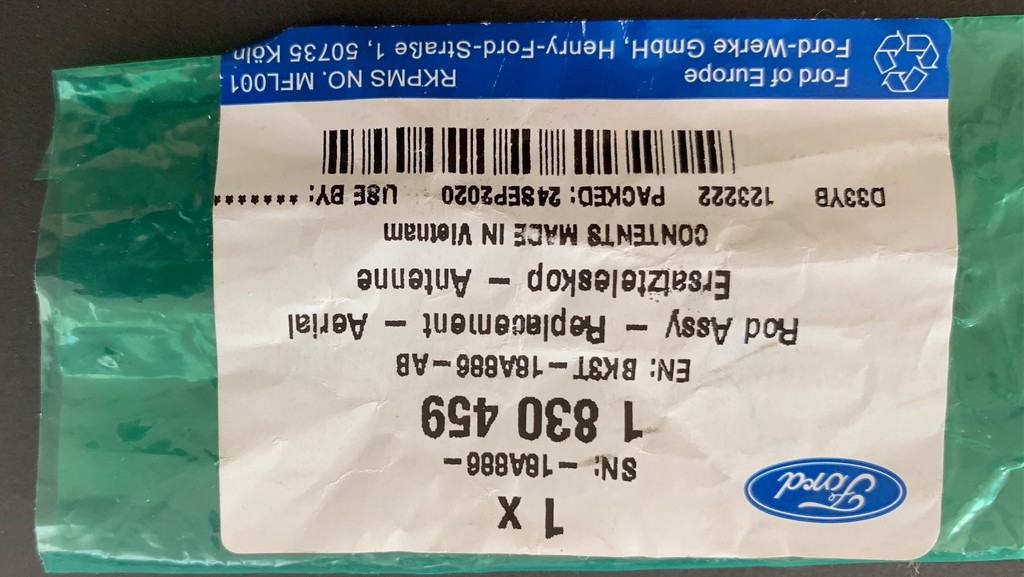 Ford
1 x
SN: -18A886-
1 830 459
EN: BK3T-18A886-AB
Rod Assy - Replacement - Aerial
Ersatzteleskop - Antenne
CONTENTS MADE IN Vietnam
D33YB 123222 PACKED: 24SEP2020 USE BY: ********
Ford of Europe RKPMS NO. MFL001
Ford-Werke GmbH, Henry-Ford-Straße 1, 50735 Köln